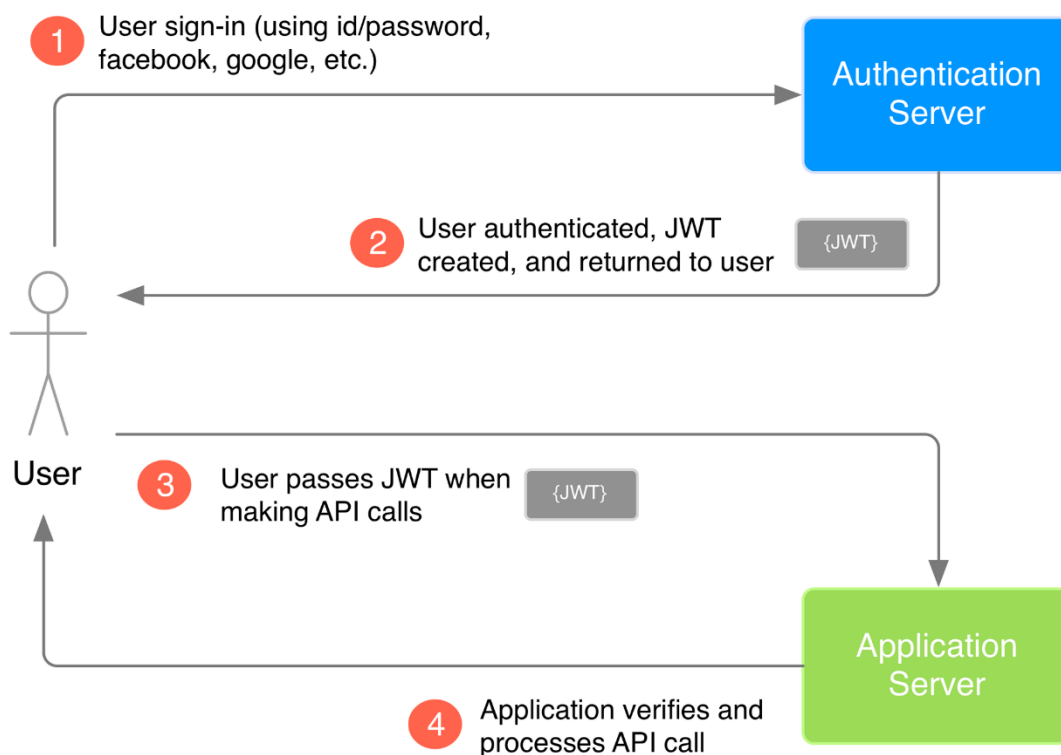 1
User sign-in (using id/password,
facebook, google, etc.)
Authentication
Server
2
User authenticated, JWT
created, and returned to user
{JWT}
User
3
User passes JWT when
making API calls
{JWT}
Application
Server
4
Application verifies and
processes API call